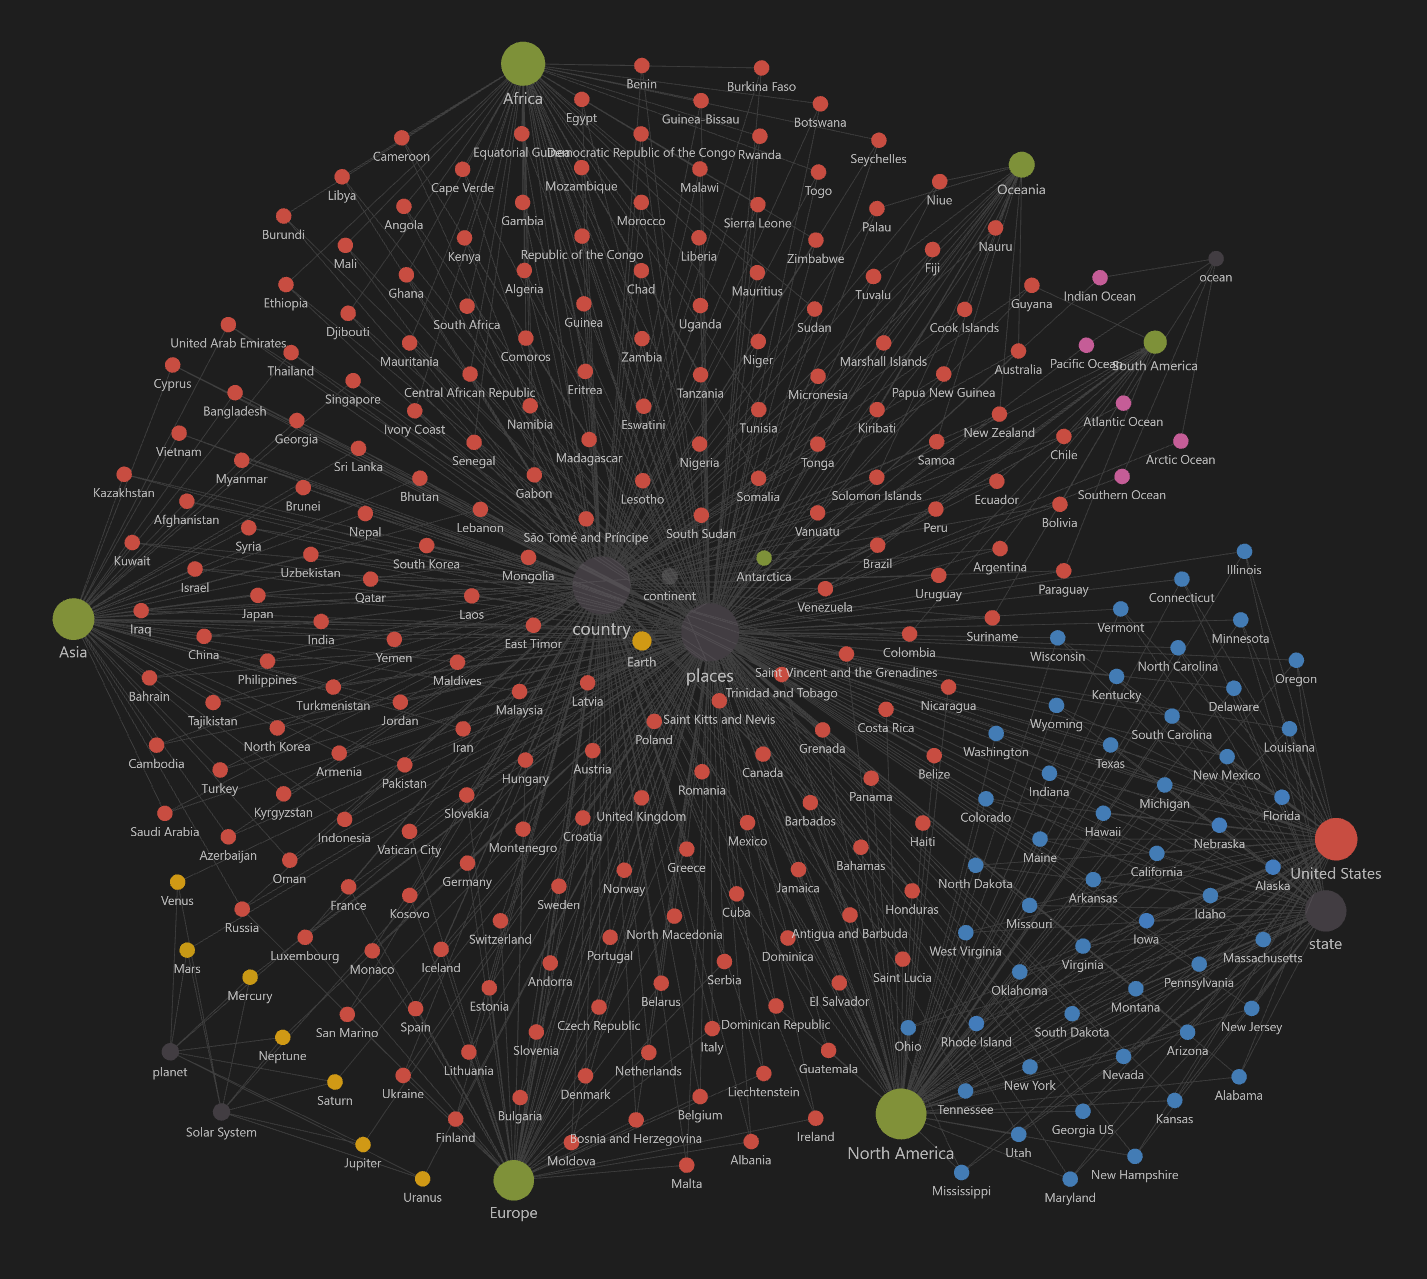 Africa
Benin
Burkina Faso
Egypt
Guinea-Bissau
Botswana
Cameroon
Equatorial Guinea
Democratic Republic of the Congo
Rwanda
Seychelles
Libya
Cape Verde
Mozambique
Malawi
Togo
Oceania
Niue
Burundi
Angola
Gambia
Morocco
Sierra Leone
Palau
Nauru
Mali
Kenya
Republic of the Congo
Liberia
Zimbabwe
Fiji
ocean
Ethiopia
Ghana
Algeria
Chad
Mauritius
Tuvalu
Guyana
Indian Ocean
Djibouti
South Africa
Guinea
Uganda
Sudan
Cook Islands
United Arab Emirates
Thailand
Mauritania
Comoros
Zambia
Niger
Marshall Islands
Australia
Pacific Ocean
South America
Cyprus
Bangladesh
Singapore
Central African Republic
Eritrea
Tanzania
Micronesia
Papua New Guinea
Vietnam
Georgia
Ivory Coast
Namibia
Eswatini
Tunisia
Kiribati
New Zealand
Atlantic Ocean
Kazakhstan
Myanmar
Sri Lanka
Senegal
Madagascar
Nigeria
Tonga
Samoa
Chile
Arctic Ocean
Afghanistan
Brunei
Bhutan
Gabon
Lesotho
Somalia
Solomon Islands
Ecuador
Southern Ocean
Kuwait
Syria
Nepal
Lebanon
São Tomé and Príncipe
South Sudan
Vanuatu
Peru
Bolivia
Israel
Uzbekistan
South Korea
Mongolia
continent
Antarctica
Brazil
Argentina
Illinois
Iraq
Japan
Qatar
Laos
country
Venezuela
Uruguay
Paraguay
Connecticut
Asia
China
India
Yemen
East Timor
Earth
places
Colombia
Suriname
Vermont
Minnesota
Bahrain
Philippines
Maldives
Saint Vincent and the Grenadines
Wisconsin
North Carolina
Oregon
Tajikistan
Turkmenistan
Jordan
Malaysia
Latvia
Trinidad and Tobago
Nicaragua
Kentucky
Delaware
Cambodia
North Korea
Iran
Poland
Saint Kitts and Nevis
Grenada
Costa Rica
Wyoming
South Carolina
Louisiana
Turkey
Armenia
Pakistan
Hungary
Austria
Canada
Belize
Washington
Texas
New Mexico
Saudi Arabia
Kyrgyzstan
Slovakia
Romania
Panama
Indiana
Michigan
Florida
Azerbaijan
Indonesia
Vatican City
Montenegro
Croatia
United Kingdom
Mexico
Barbados
Haiti
Colorado
Hawaii
Nebraska
Venus
Oman
Germany
Greece
Bahamas
Maine
California
United States
Russia
France
Kosovo
Sweden
Norway
Cuba
Jamaica
Honduras
North Dakota
Arkansas
Idaho
Alaska
Mars
Luxembourg
Monaco
Iceland
Switzerland
Portugal
North Macedonia
Dominica
Antigua and Barbuda
West Virginia
Missouri
Iowa
state
Mercury
San Marino
Spain
Estonia
Andorra
Belarus
Serbia
El Salvador
Saint Lucia
Oklahoma
Virginia
Pennsylvania
Massachusetts
planet
Neptune
Lithuania
Slovenia
Czech Republic
Italy
Dominican Republic
Ohio
Rhode Island
South Dakota
Montana
New Jersey
Saturn
Ukraine
Denmark
Netherlands
Liechtenstein
Guatemala
New York
Nevada
Arizona
Solar System
Finland
Bulgaria
Bosnia and Herzegovina
Belgium
Ireland
North America
Tennessee
Georgia US
Kansas
Alabama
Jupiter
Moldova
Albania
Utah
New Hampshire
Uranus
Europe
Malta
Mississippi
Maryland